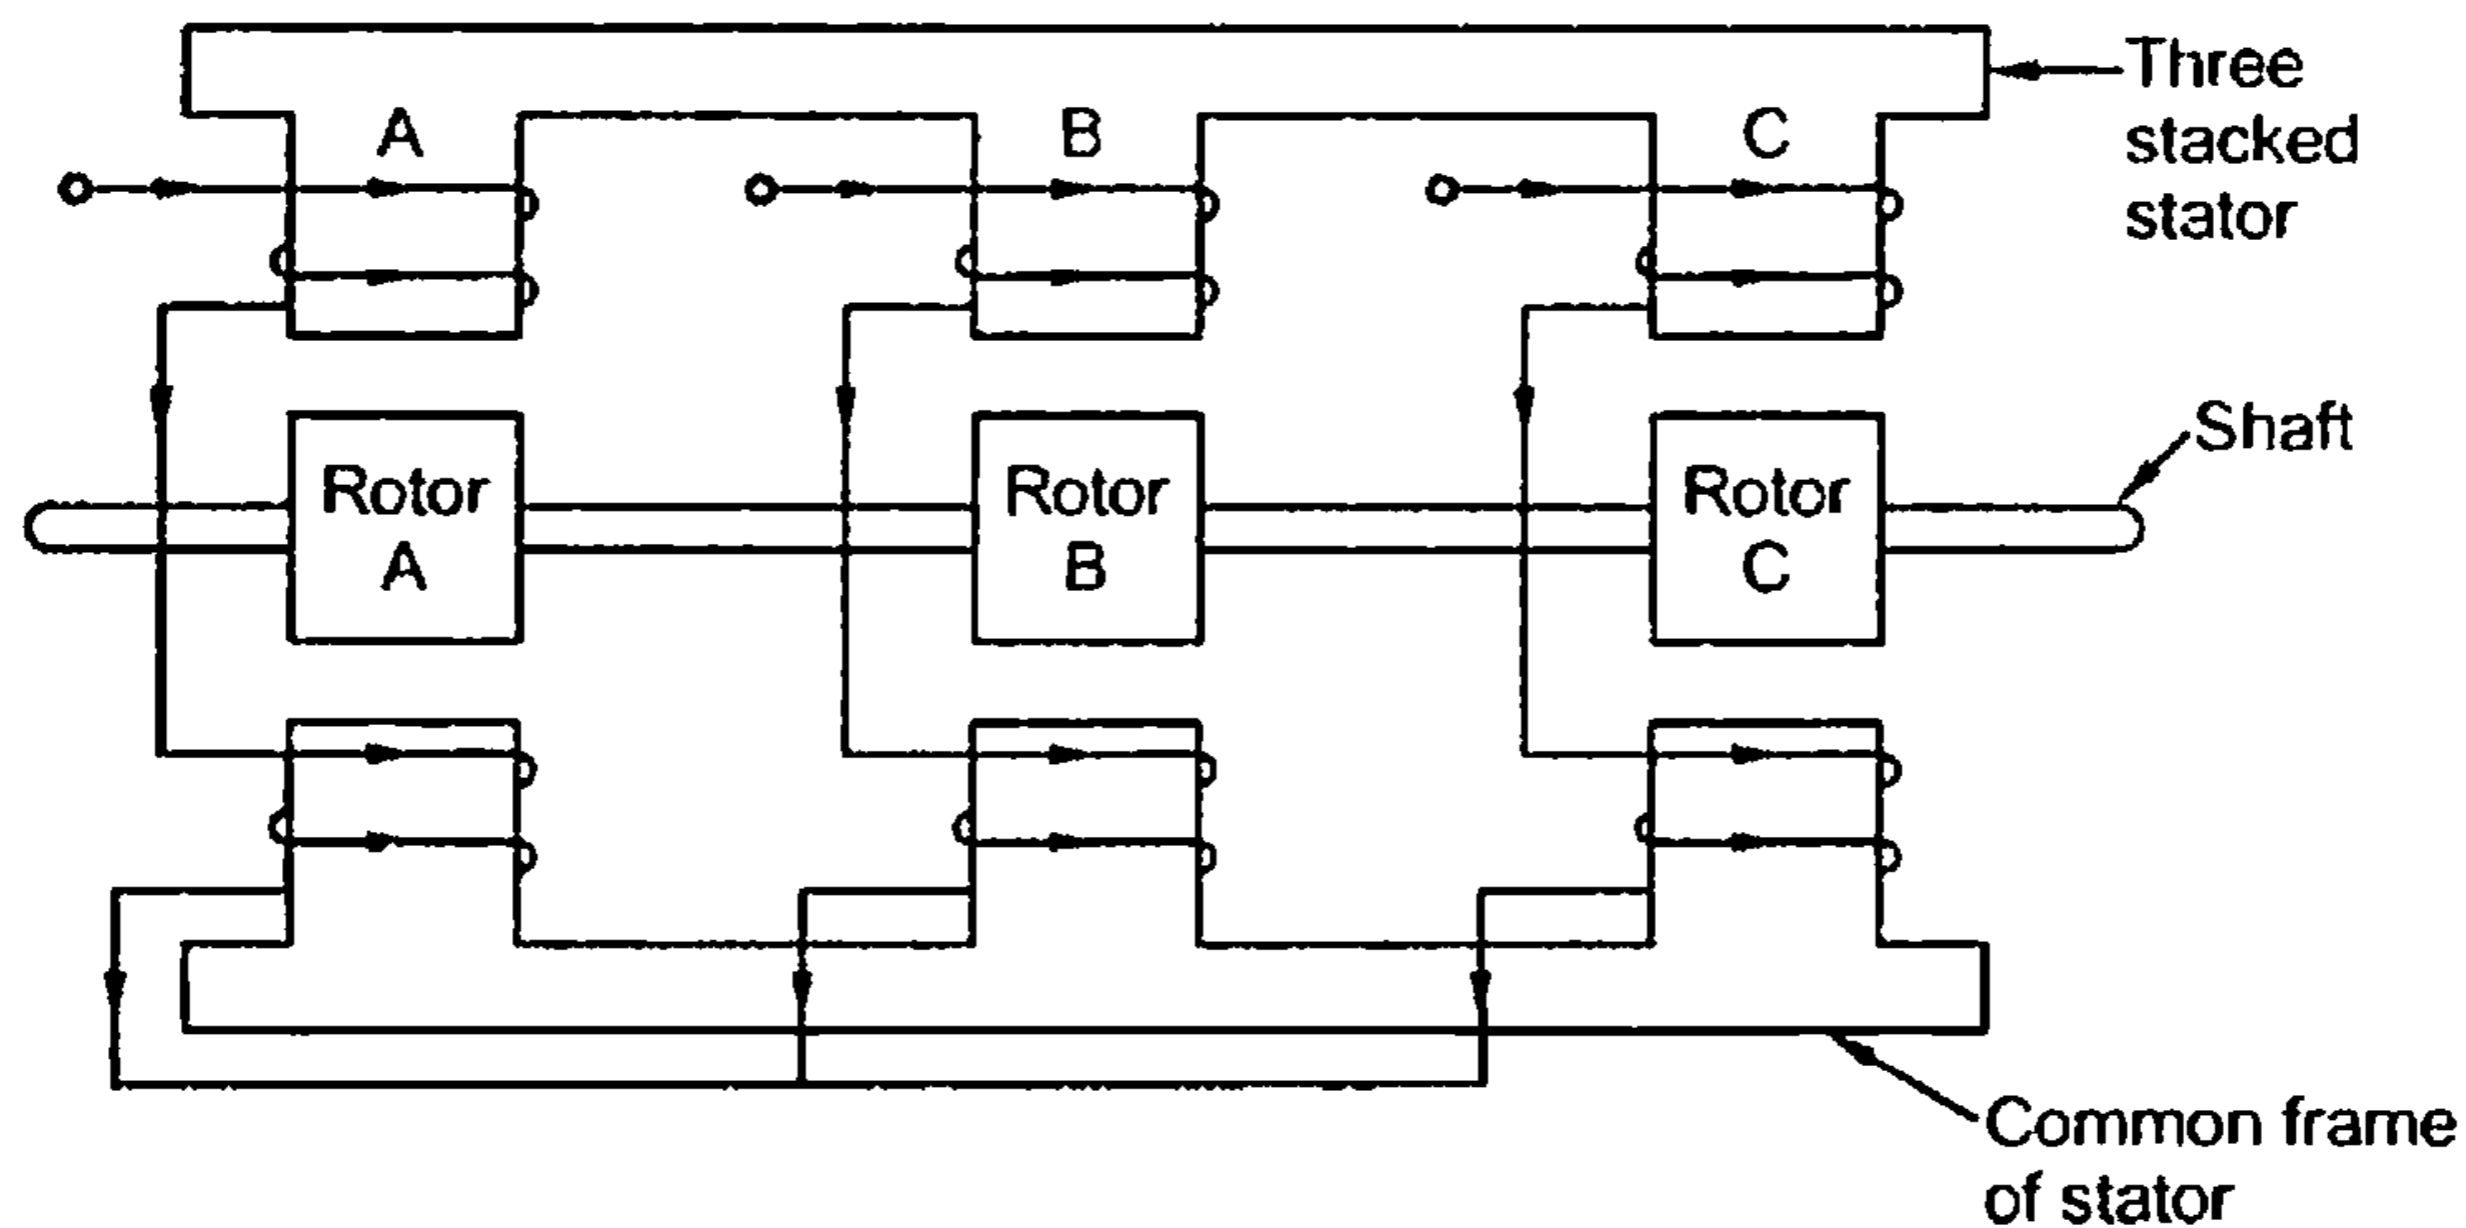 Three
stacked
stator
A
B
C
Shaft
Rotor
A
Rotor
B
Rotor
C
Common frame
of stator